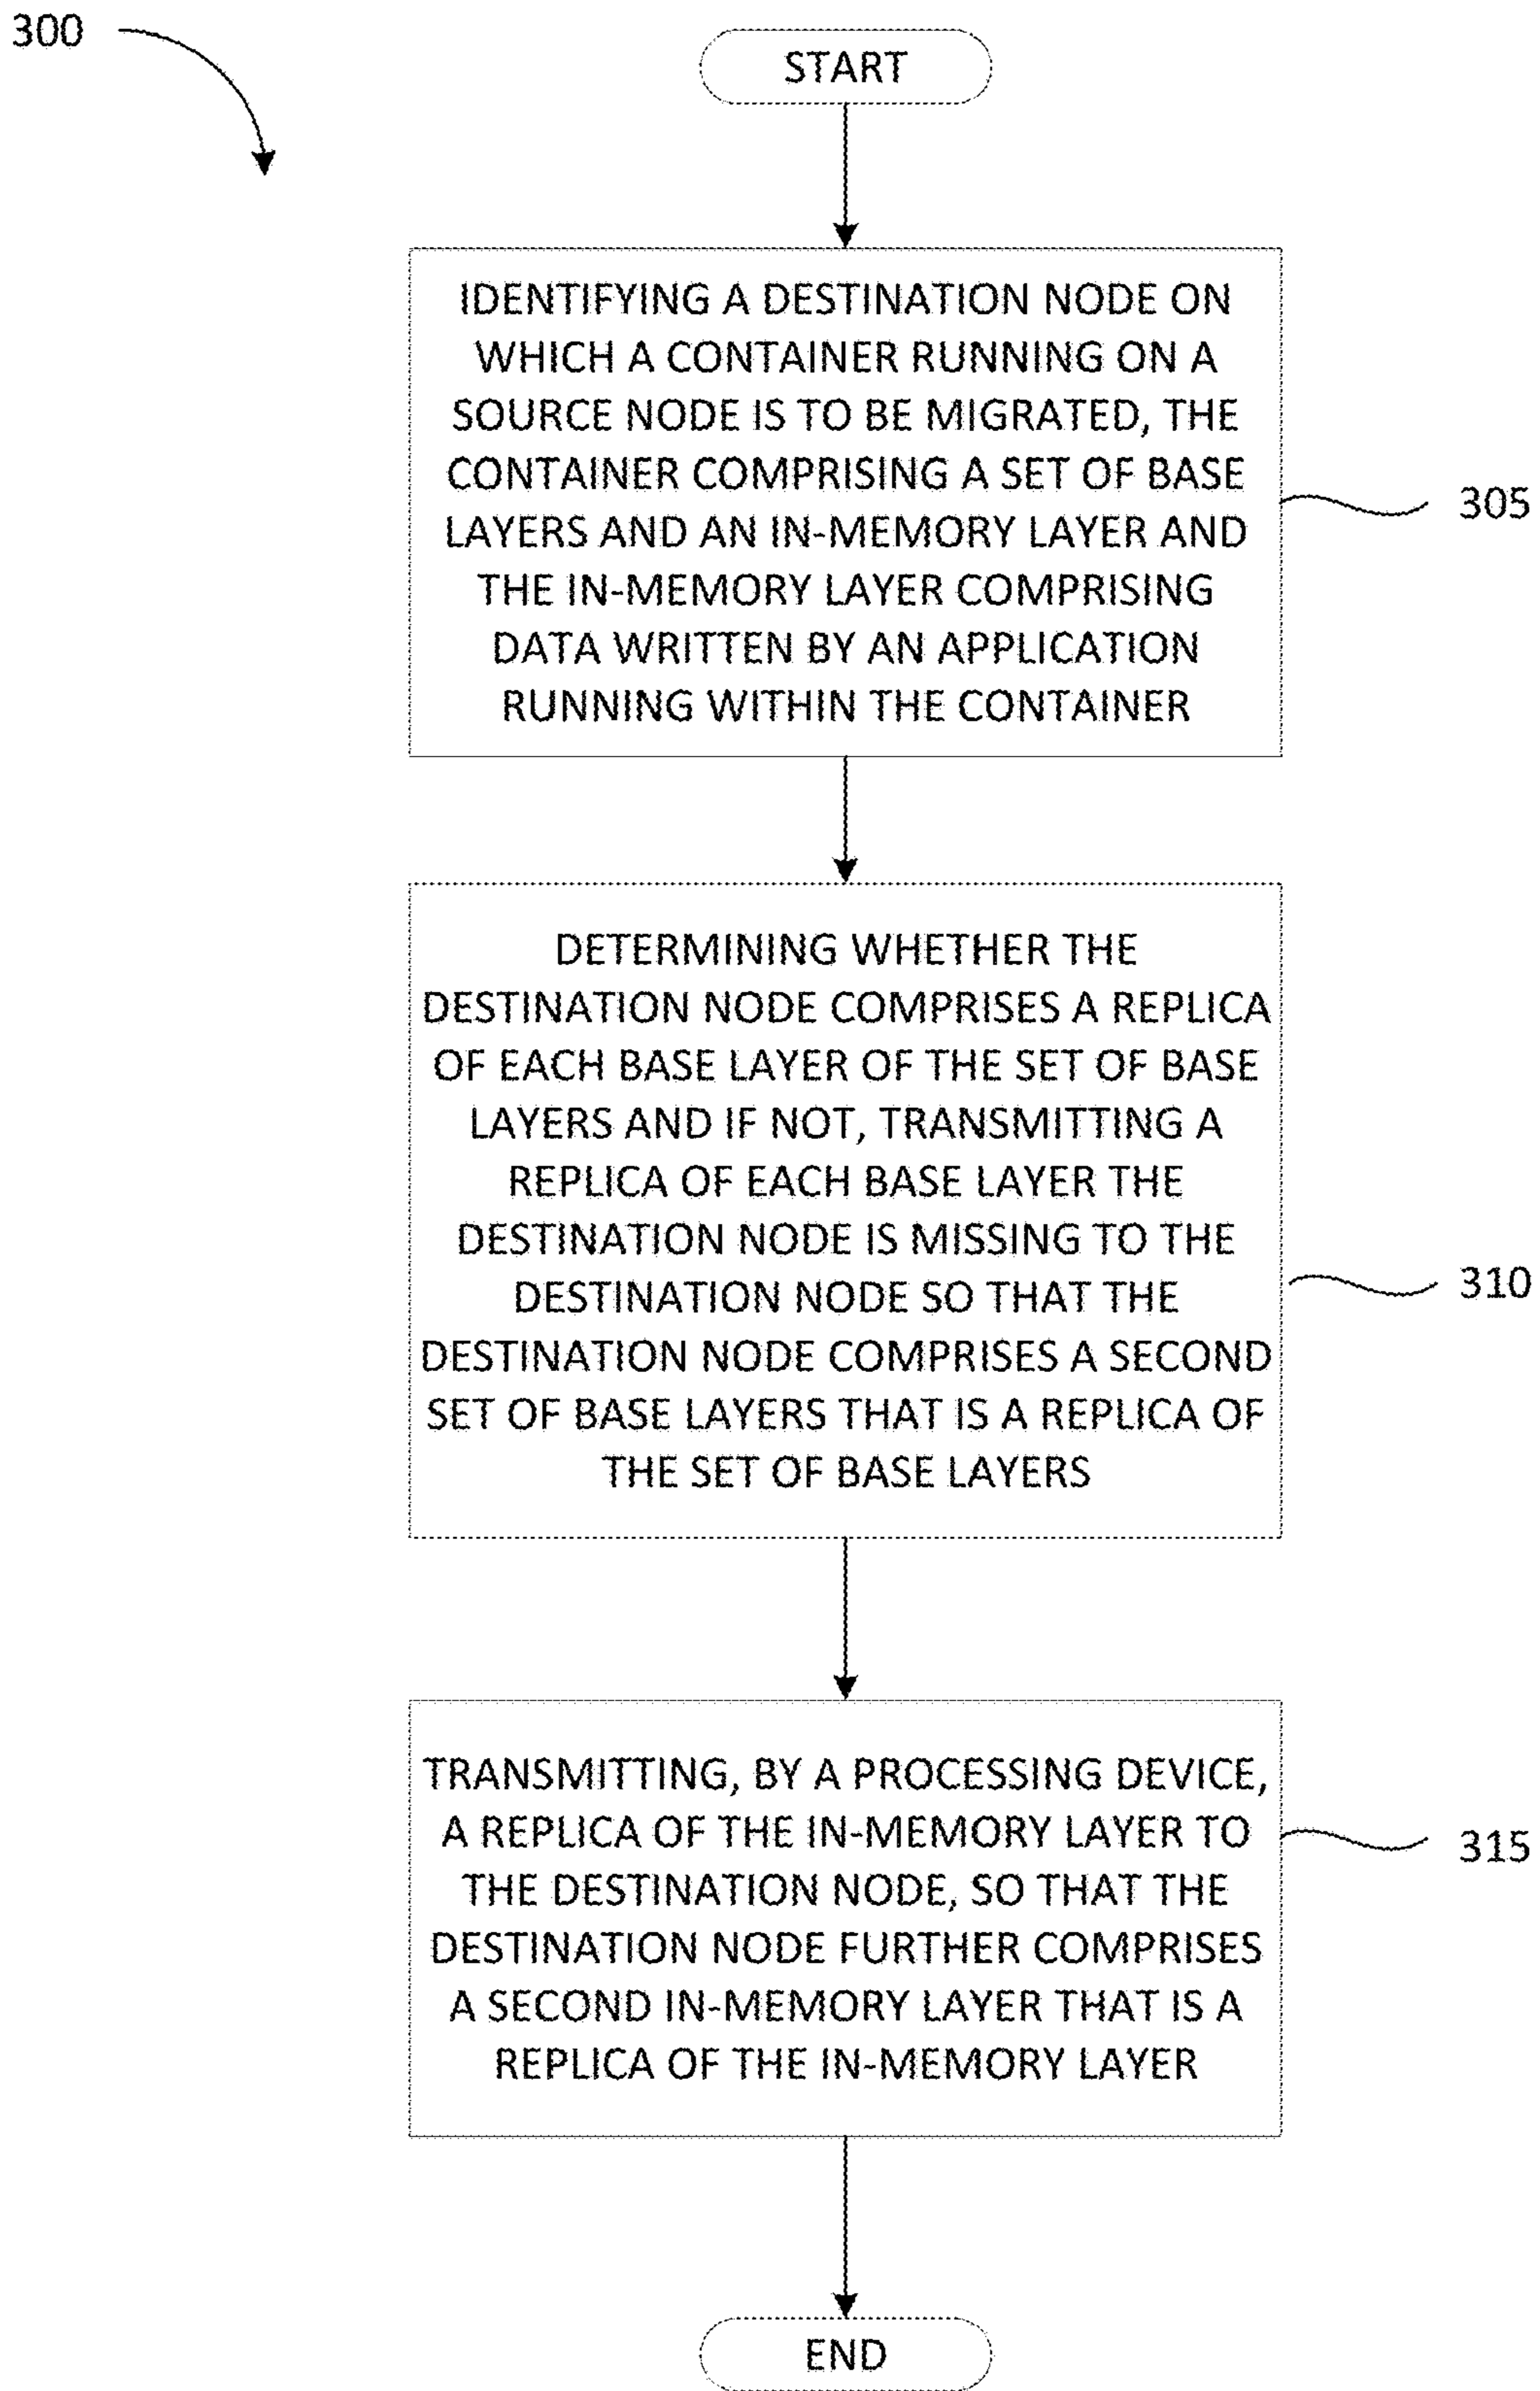 300
START
IDENTIFYING A DESTINATION NODE ON
WHICH A CONTAINER RUNNING ON A
SOURCE NODE IS TO BE MIGRATED, THE
CONTAINER COMPRISING A SET OF BASE
LAYERS AND AN IN-MEMORY LAYER AND
THE IN-MEMORY LAYER COMPRISING
DATA WRITTEN BY AN APPLICATION
RUNNING WITHIN THE CONTAINER
305
DETERMINING WHETHER THE
DESTINATION NODE COMPRISES A REPLICA
OF EACH BASE LAYER OF THE SET OF BASE
LAYERS AND IF NOT, TRANSMITTING A
REPLICA OF EACH BASE LAYER THE
DESTINATION NODE IS MISSING TO THE
DESTINATION NODE SO THAT THE
DESTINATION NODE COMPRISES A SECOND
SET OF BASE LAYERS THAT IS A REPLICA OF
THE SET OF BASE LAYERS
310
TRANSMITTING, BY A PROCESSING DEVICE,
A REPLICA OF THE IN-MEMORY LAYER TO
THE DESTINATION NODE, SO THAT THE
DESTINATION NODE FURTHER COMPRISES
A SECOND IN-MEMORY LAYER THAT IS A
REPLICA OF THE IN-MEMORY LAYER
315
END